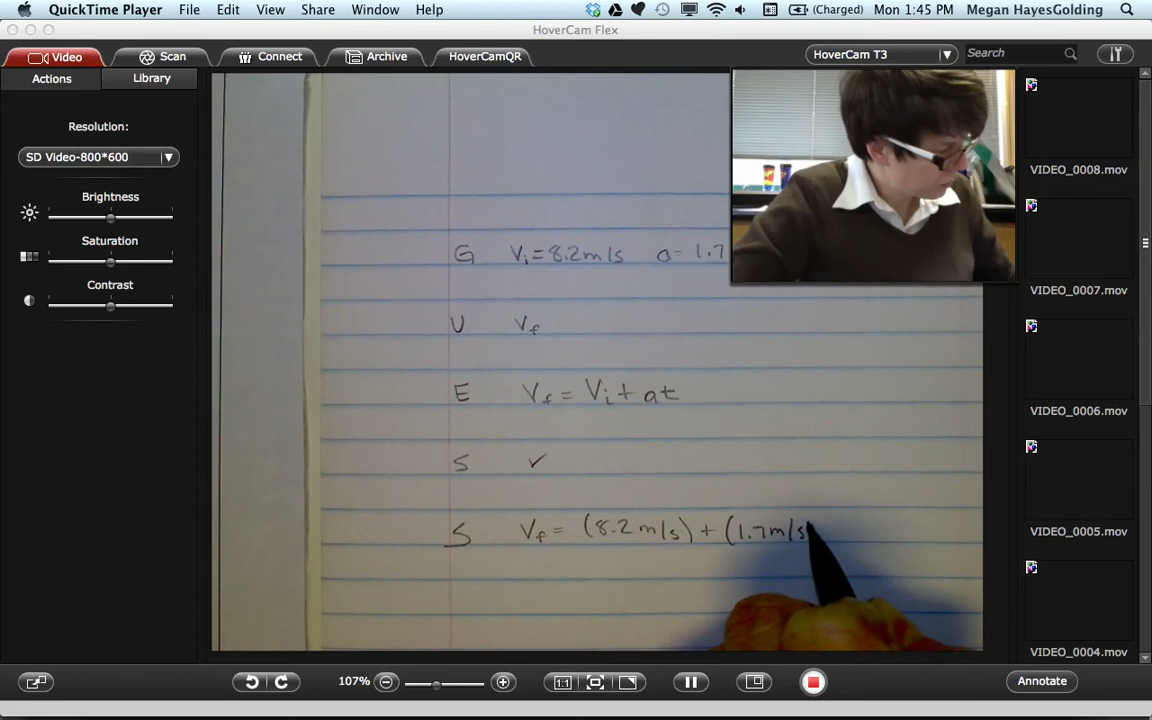 QuickTime Player File Edit View Share Window Help (Charged) Mon 1:45 PM Megan HayesGolding
HoverCam Flex
Video Scan Connect Archive HoverCamQR HoverCam T3 Search
Actions Library
Resolution:
SD Video-800*600
Brightness
Saturation
Contrast
G Vi = 8.2 m/s a = 1.7
U Vf
E Vf = Vi + at
S ✓
S Vf = (8.2 m/s) + (1.7 m/s
VIDEO_0008.mov
VIDEO_0007.mov
VIDEO_0006.mov
VIDEO_0005.mov
VIDEO_0004.mov
107% 1:1 Annotate